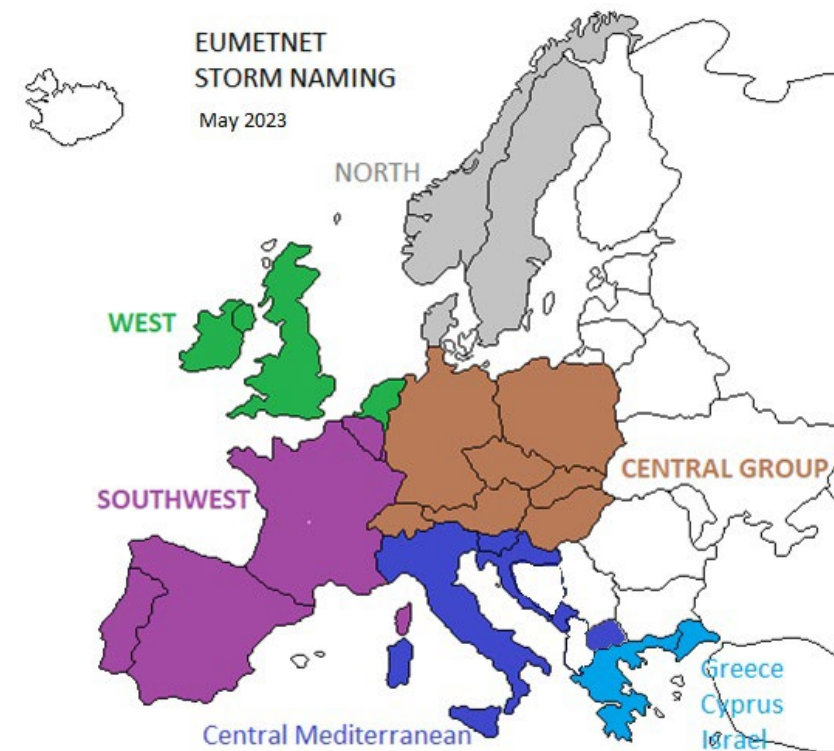 EUMETNET
STORM NAMING
May 2023
NORTH
WEST
CENTRAL GROUP
SOUTHWEST
Greece
Cyprus
Israel
Central Mediterranean